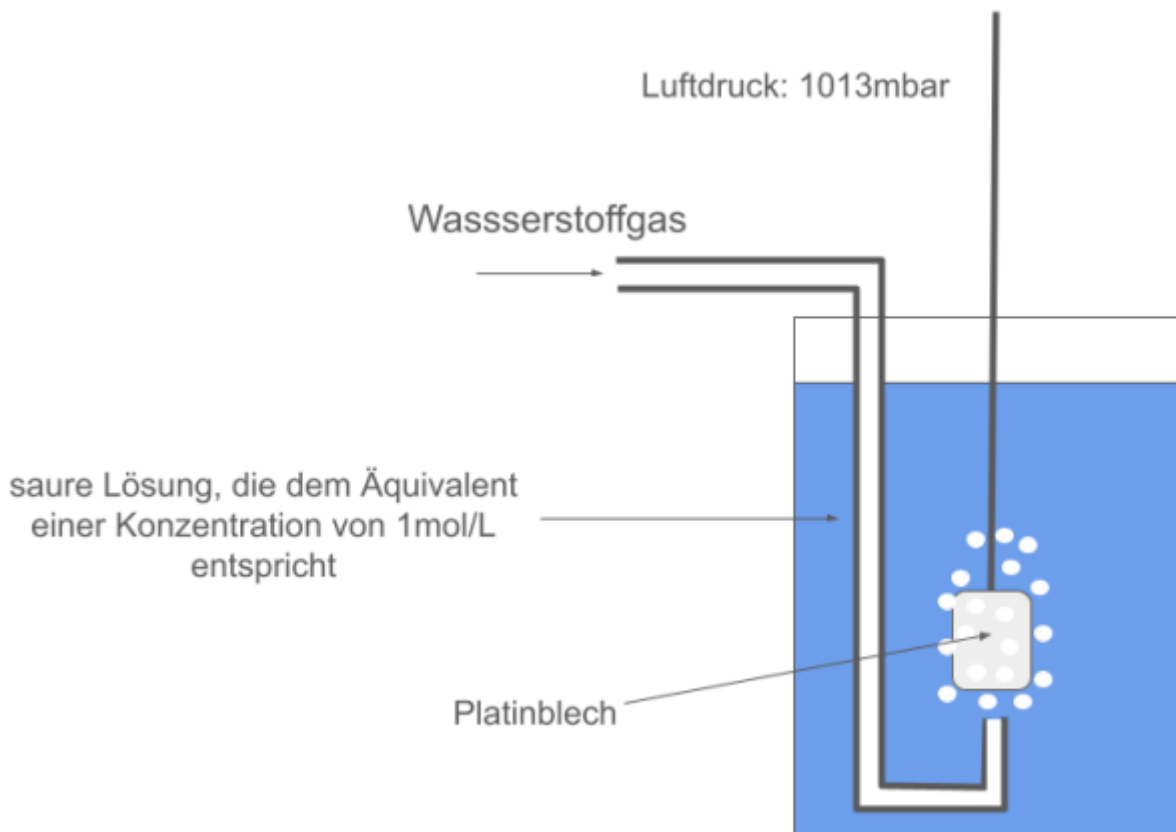 Luftdruck: 1013mbar
Wassserstoffgas
saure Lösung, die dem Äquivalent
einer Konzentration von 1mol/L
entspricht
Platinblech